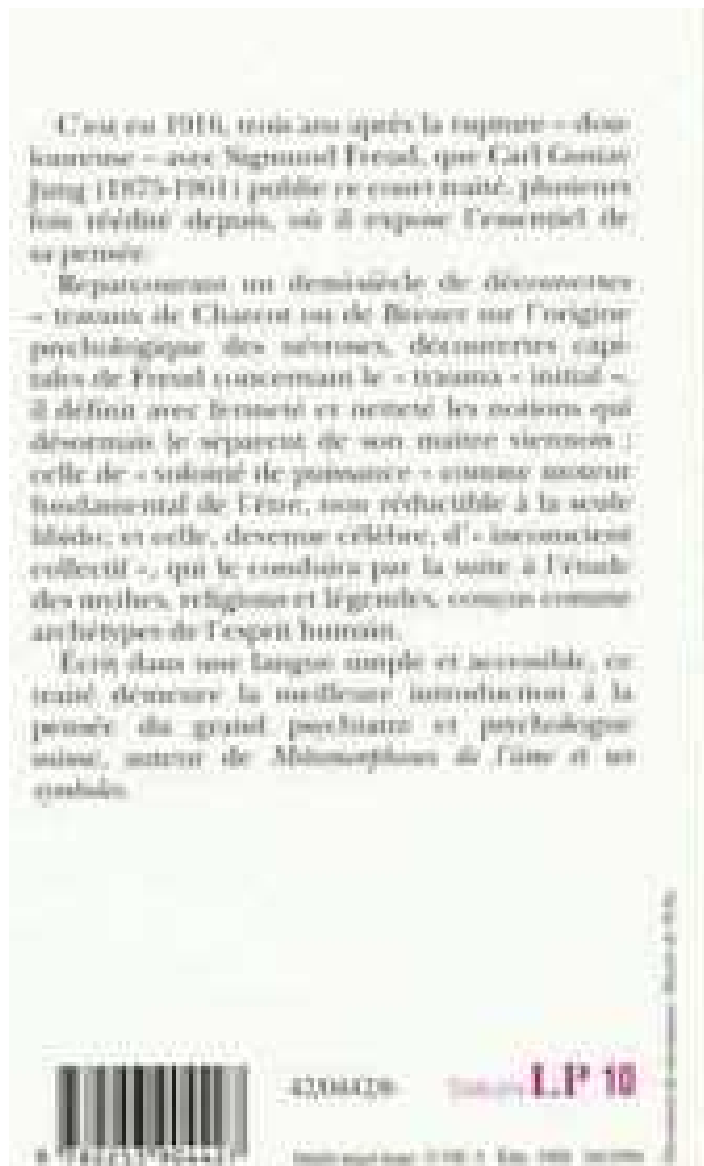 C'est en 1916, trois ans après la rupture – dou-
loureuse – avec Sigmund Freud, que Carl Gustav
Jung (1875-1961) publie ce court traité, plusieurs
fois réédité depuis, où il expose l'essentiel de
sa pensée.
Reparcourant un demi-siècle de découvertes
– travaux de Charcot ou de Breuer sur l'origine
psychologique des névroses, découvertes capi-
tales de Freud concernant le « trauma » initial –,
il définit avec fermeté et netteté les notions qui
désormais le séparent de son maître viennois :
celle de « volonté de puissance » comme moteur
fondamental de l'être, non réductible à la seule
libido, et celle, devenue célèbre, d'« inconscient
collectif », qui le conduira par la suite à l'étude
des mythes, religions et légendes, conçus comme
archétypes de l'esprit humain.
Écrit dans une langue simple et accessible, ce
traité demeure la meilleure introduction à la
pensée du grand psychiatre et psychologue
suisse, auteur de Métamorphoses de l'âme et ses
symboles.
LP 10